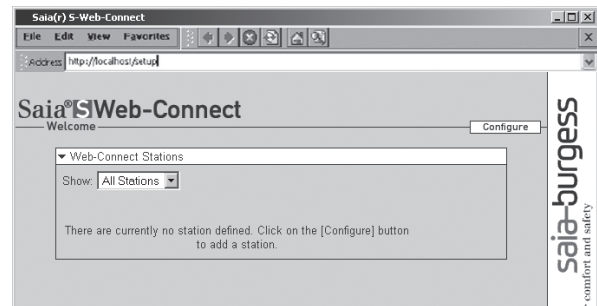 Saia(r) S-Web-Connect
File Edit View Favorites
Address http://localhost/setup
Saia®SWeb-Connect
Welcome
Configure
Web-Connect Stations
Show: All Stations
There are currently no station defined. Click on the [Configure] button
to add a station.
saia-burgess
comfort and safety